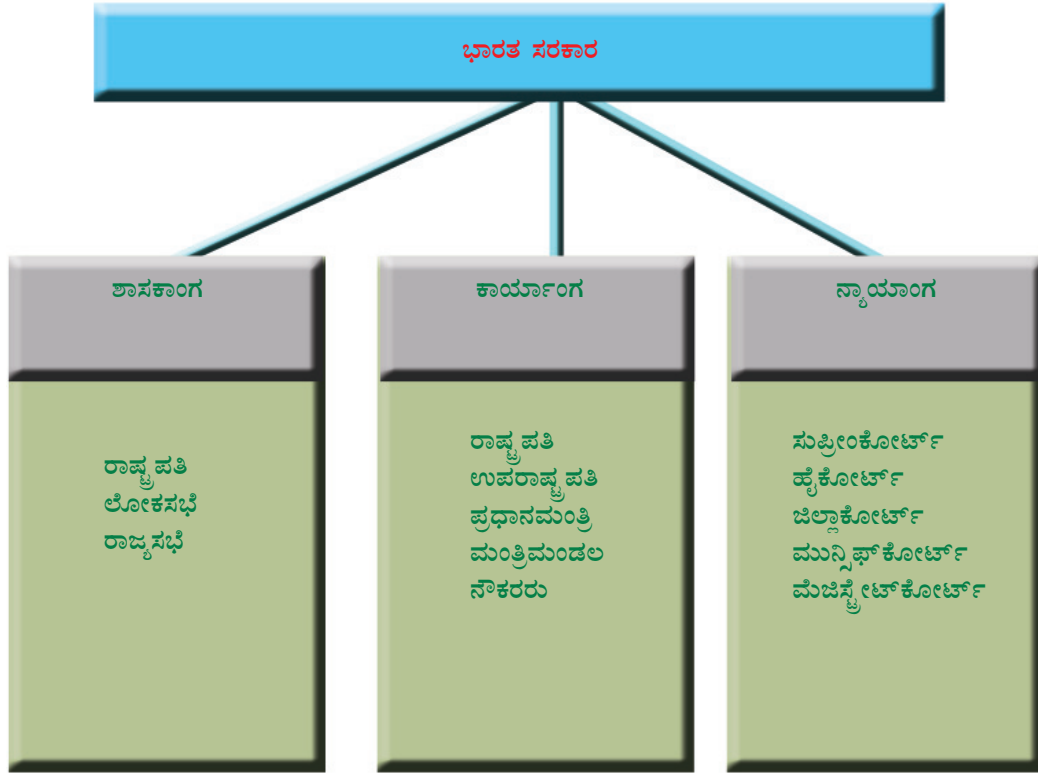 ಭಾರತ ಸರಕಾರ
ಶಾಸಕಾಂಗ
ರಾಷ್ಟ್ರಪತಿ
ಲೋಕಸಭೆ
ರಾಜ್ಯಸಭೆ
ಕಾರ್ಯಾಂಗ
ರಾಷ್ಟ್ರಪತಿ
ಉಪರಾಷ್ಟ್ರಪತಿ
ಪ್ರಧಾನಮಂತ್ರಿ
ಮಂತ್ರಿಮಂಡಲ
ನೌಕರರು
ನ್ಯಾಯಾಂಗ
ಸುಪ್ರೀಂಕೋರ್ಟ್
ಹೈಕೋರ್ಟ್
ಜಿಲ್ಲಾಕೋರ್ಟ್
ಮುನ್ಸಿಫ್‌ಕೋರ್ಟ್
ಮೆಜಿಸ್ಟ್ರೇಟ್‌ಕೋರ್ಟ್